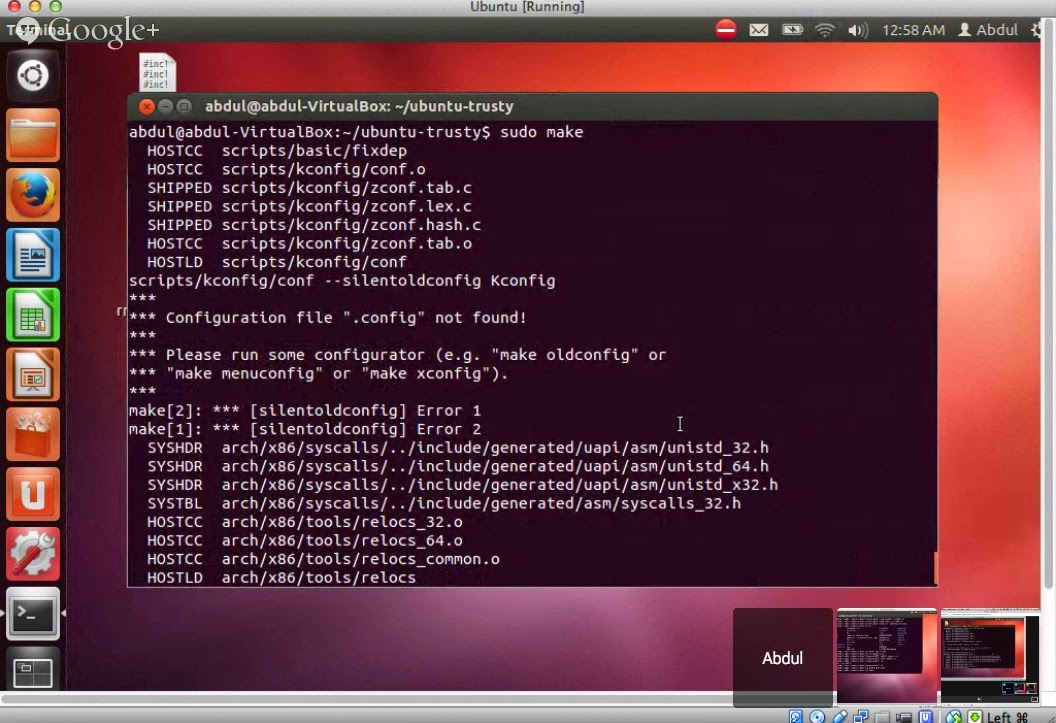 Ubuntu [Running]
Terminal
Google+
12:58 AM
Abdul
#incl
#incl
#incl
abdul@abdul-VirtualBox: ~/ubuntu-trusty
abdul@abdul-VirtualBox:~/ubuntu-trusty$ sudo make
HOSTCC scripts/basic/fixdep
HOSTCC scripts/kconfig/conf.o
SHIPPED scripts/kconfig/zconf.tab.c
SHIPPED scripts/kconfig/zconf.lex.c
SHIPPED scripts/kconfig/zconf.hash.c
HOSTCC scripts/kconfig/zconf.tab.o
HOSTLD scripts/kconfig/conf
scripts/kconfig/conf --silentoldconfig Kconfig
***
*** Configuration file ".config" not found!
***
*** Please run some configurator (e.g. "make oldconfig" or
*** "make menuconfig" or "make xconfig").
***
make[2]: *** [silentoldconfig] Error 1
make[1]: *** [silentoldconfig] Error 2
SYSHDR arch/x86/syscalls/../include/generated/uapi/asm/unistd_32.h
SYSHDR arch/x86/syscalls/../include/generated/uapi/asm/unistd_64.h
SYSHDR arch/x86/syscalls/../include/generated/uapi/asm/unistd_x32.h
SYSTBL arch/x86/syscalls/../include/generated/asm/syscalls_32.h
HOSTCC arch/x86/tools/relocs_32.o
HOSTCC arch/x86/tools/relocs_64.o
HOSTCC arch/x86/tools/relocs_common.o
HOSTLD arch/x86/tools/relocs
Abdul
Left ⌘